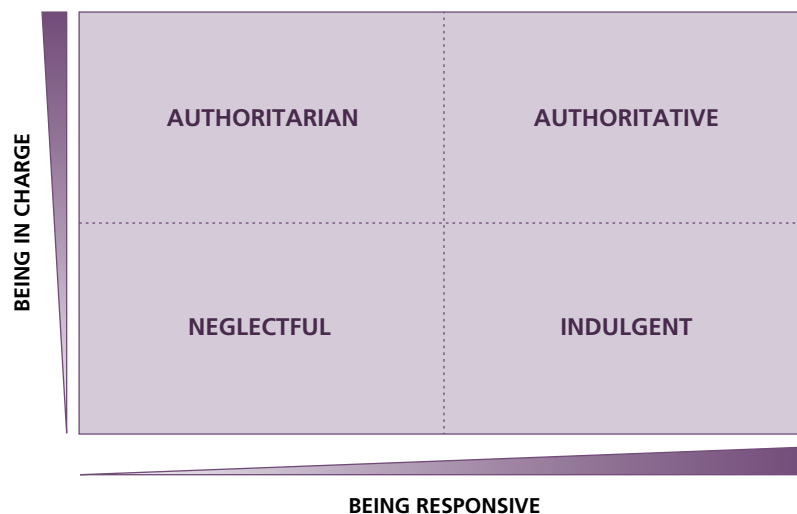 AUTHORITARIAN
AUTHORITATIVE
BEING IN CHARGE
NEGLECTFUL
INDULGENT
BEING RESPONSIVE